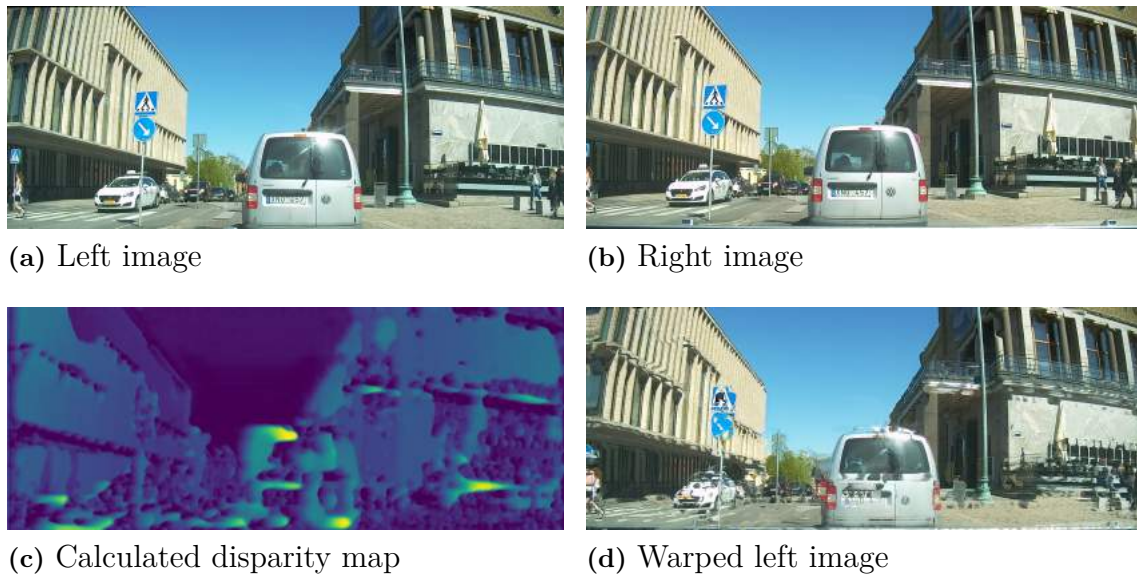 (a) Left image
(b) Right image
(c) Calculated disparity map
(d) Warped left image